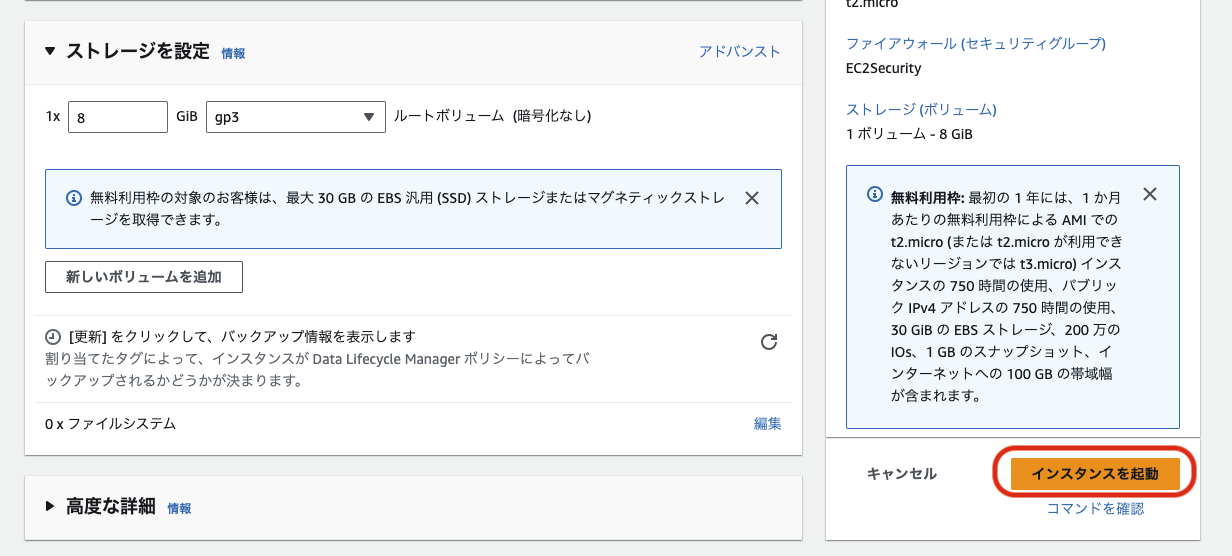 ストレージを設定 情報
アドバンスト
1x 8 GiB gp3 ルートボリューム (暗号化なし)
無料利用枠の対象のお客様は、最大 30 GB の EBS 汎用 (SSD) ストレージまたはマグネティックストレ
ージを取得できます。
新しいボリュームを追加
[更新] をクリックして、バックアップ情報を表示します
割り当てたタグによって、インスタンスが Data Lifecycle Manager ポリシーによってバ
ックアップされるかどうかが決まります。
0 x ファイルシステム
編集
高度な詳細 情報
t2.micro
ファイアウォール (セキュリティグループ)
EC2Security
ストレージ (ボリューム)
1 ボリューム - 8 GiB
無料利用枠: 最初の 1 年には、1 か月
あたりの無料利用枠による AMI での
t2.micro (または t2.micro が利用でき
ないリージョンでは t3.micro) インス
タンスの 750 時間の使用、パブリッ
ク IPv4 アドレスの 750 時間の使用、
30 GiB の EBS ストレージ、200 万の
IOs、1 GB のスナップショット、イ
ンターネットへの 100 GB の帯域幅
が含まれます。
キャンセル
インスタンスを起動
コマンドを確認